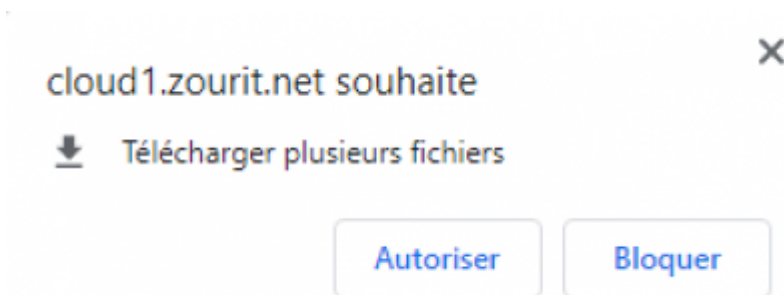 cloud1.zourit.net souhaite
Télécharger plusieurs fichiers
Autoriser Bloquer